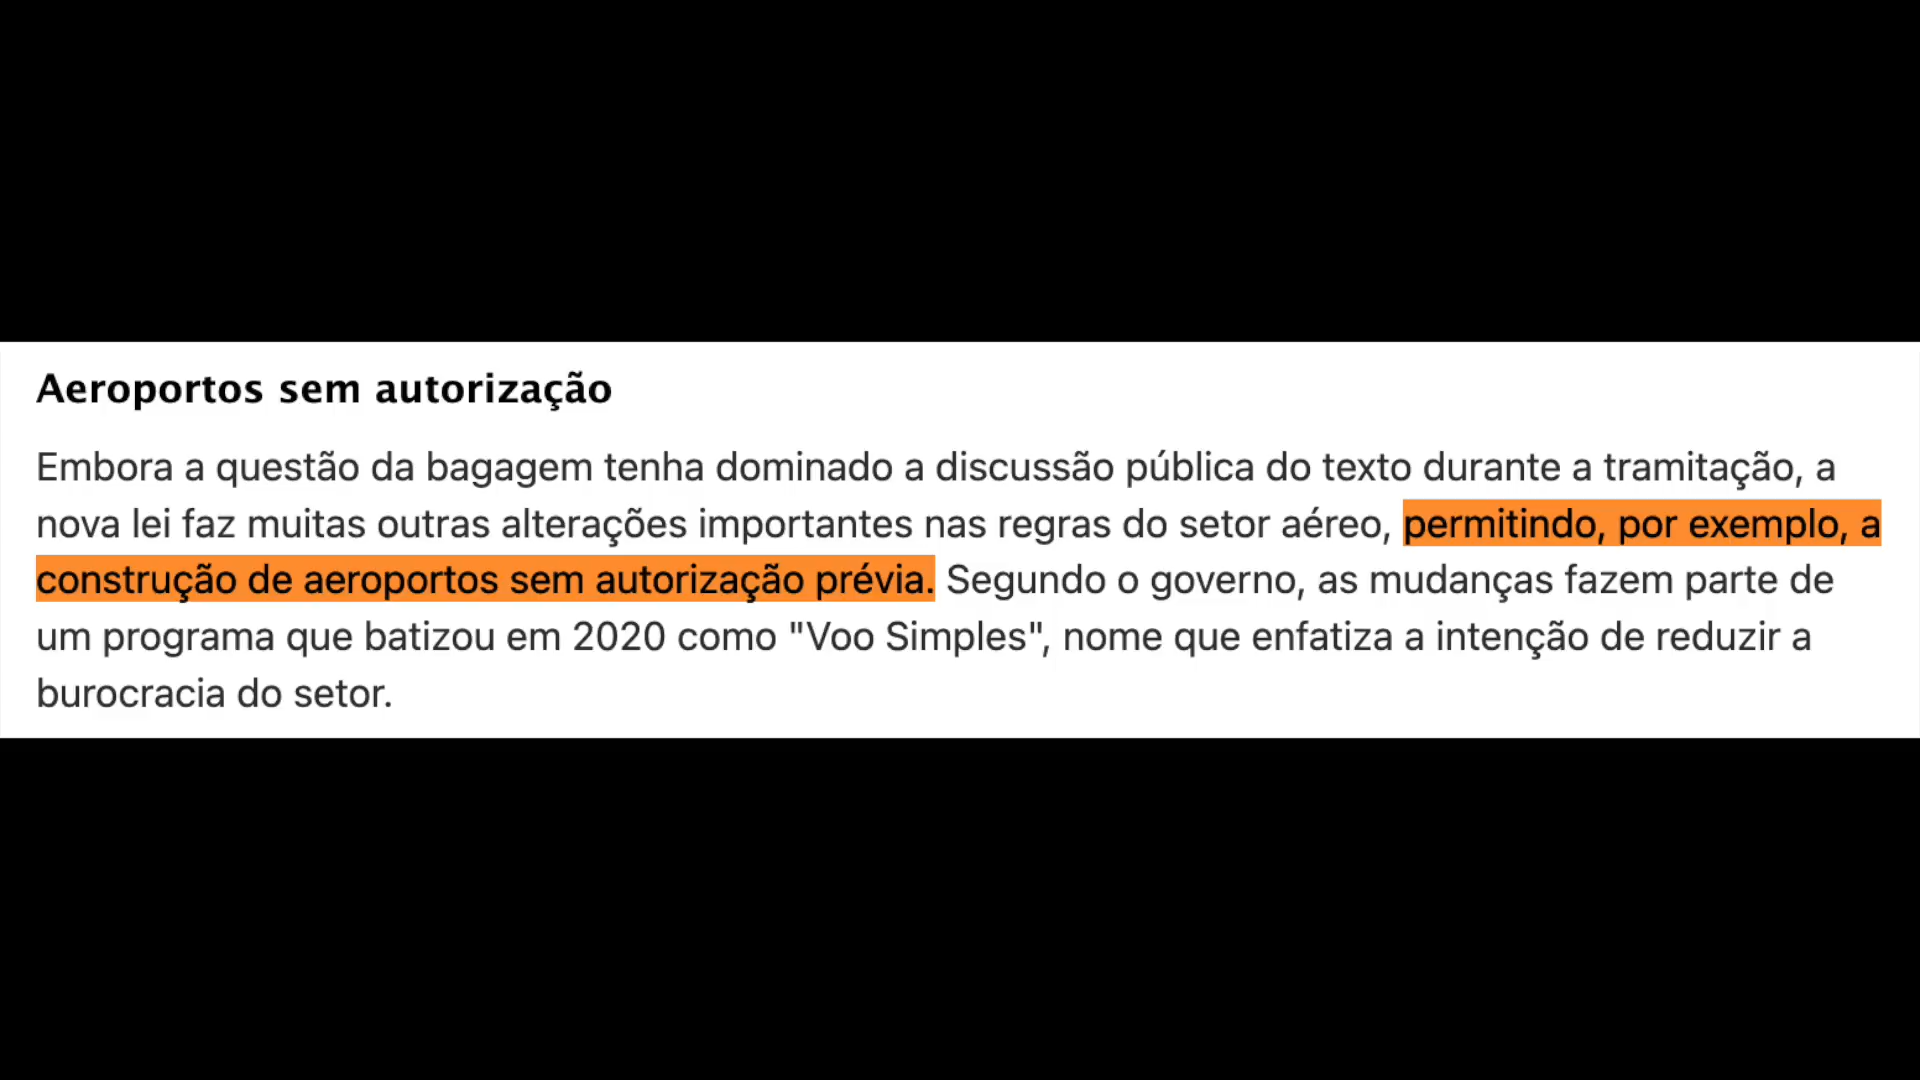 Aeroportos sem autorização
Embora a questão da bagagem tenha dominado a discussão pública do texto durante a tramitação, a
nova lei faz muitas outras alterações importantes nas regras do setor aéreo, permitindo, por exemplo, a
construção de aeroportos sem autorização prévia. Segundo o governo, as mudanças fazem parte de
um programa que batizou em 2020 como "Voo Simples", nome que enfatiza a intenção de reduzir a
burocracia do setor.